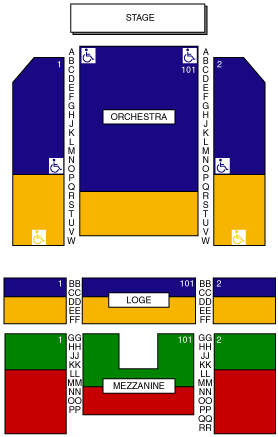 STAGE
A A
1 B B 2
C 101 C
D D
E E
F F
G G
H ORCHESTRA H
J J
K K
L L
M M
N N
O O
P P
Q Q
R R
S S
T T
U U
V V
W W
1 BB 101 BB 2
CC CC
DD LOGE DD
EE EE
FF FF
1 GG 101 GG 2
HH HH
JJ JJ
KK KK
LL LL
MM MEZZANINE MM
NN NN
OO OO
PP PP
QQ
RR